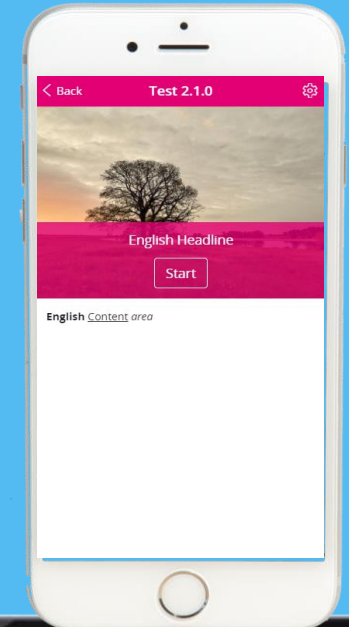 Back
Test 2.1.0
English Headline
Start
English Content area